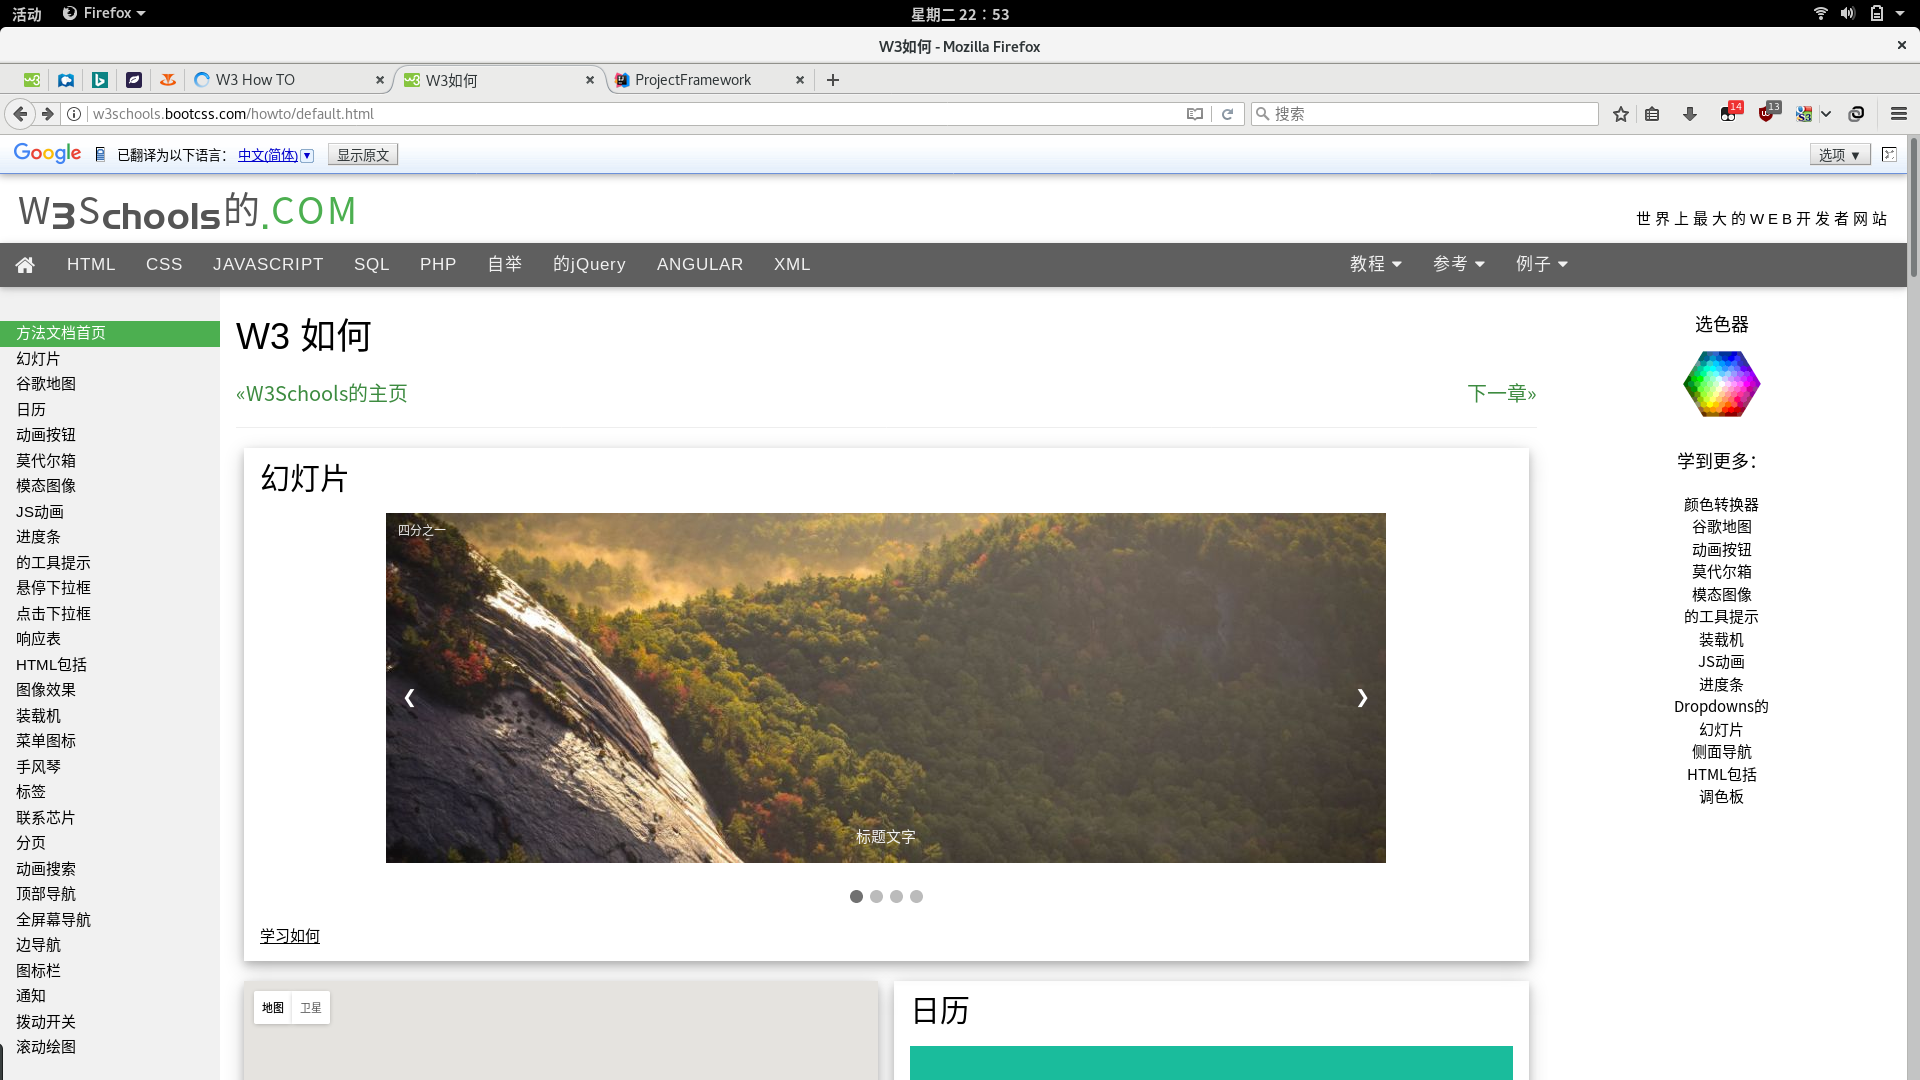 活动 Firefox 星期二 22：53
W3如何 - Mozilla Firefox
W3 How TO W3如何 ProjectFramework
w3schools.bootcss.com/howto/default.html 搜索 14 13
Google 已翻译为以下语言： 中文(简体) 显示原文 选项 ▼
W3Schools的.COM
世界上最大的WEB开发者网站
HTML CSS JAVASCRIPT SQL PHP 自举 的jQuery ANGULAR XML 教程 参考 例子
方法文档首页
幻灯片
谷歌地图
日历
动画按钮
莫代尔箱
模态图像
JS动画
进度条
的工具提示
悬停下拉框
点击下拉框
响应表
HTML包括
图像效果
装载机
菜单图标
手风琴
标签
联系芯片
分页
动画搜索
顶部导航
全屏幕导航
边导航
图标栏
通知
拨动开关
滚动绘图
W3 如何
«W3Schools的主页 下一章»
幻灯片
四分之一
❮ ❯
标题文字
学习如何
地图 卫星
日历
选色器
学到更多：
颜色转换器
谷歌地图
动画按钮
莫代尔箱
模态图像
的工具提示
装载机
JS动画
进度条
Dropdowns的
幻灯片
侧面导航
HTML包括
调色板